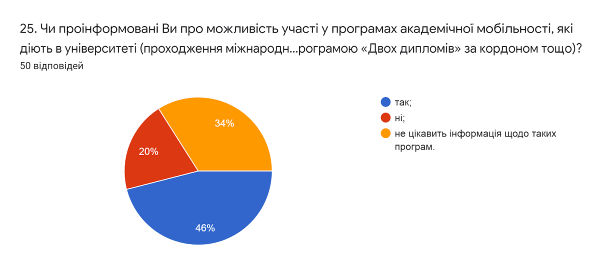 25. Чи проінформовані Ви про можливість участі у програмах академічної мобільності, які
діють в університеті (проходження міжнародн...рограмою «Двох дипломів» за кордоном тощо)?
50 відповідей
34%
20%
46%
так;
ні;
не цікавить інформація щодо таких
програм.